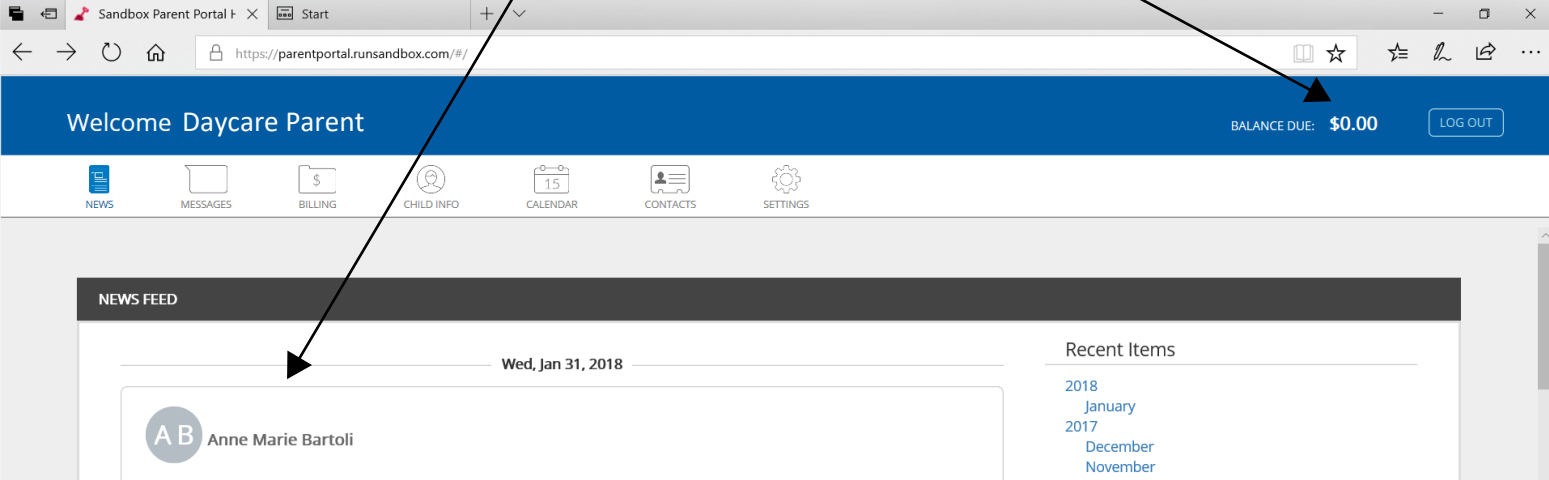 Sandbox Parent Portal H
Start
https://parentportal.runsandbox.com/#/
Welcome Daycare Parent
BALANCE DUE: $0.00
LOG OUT
$
15
NEWS MESSAGES BILLING CHILD INFO CALENDAR CONTACTS SETTINGS
NEWS FEED
Wed, Jan 31, 2018
AB Anne Marie Bartoli
Recent Items
2018
January
2017
December
November